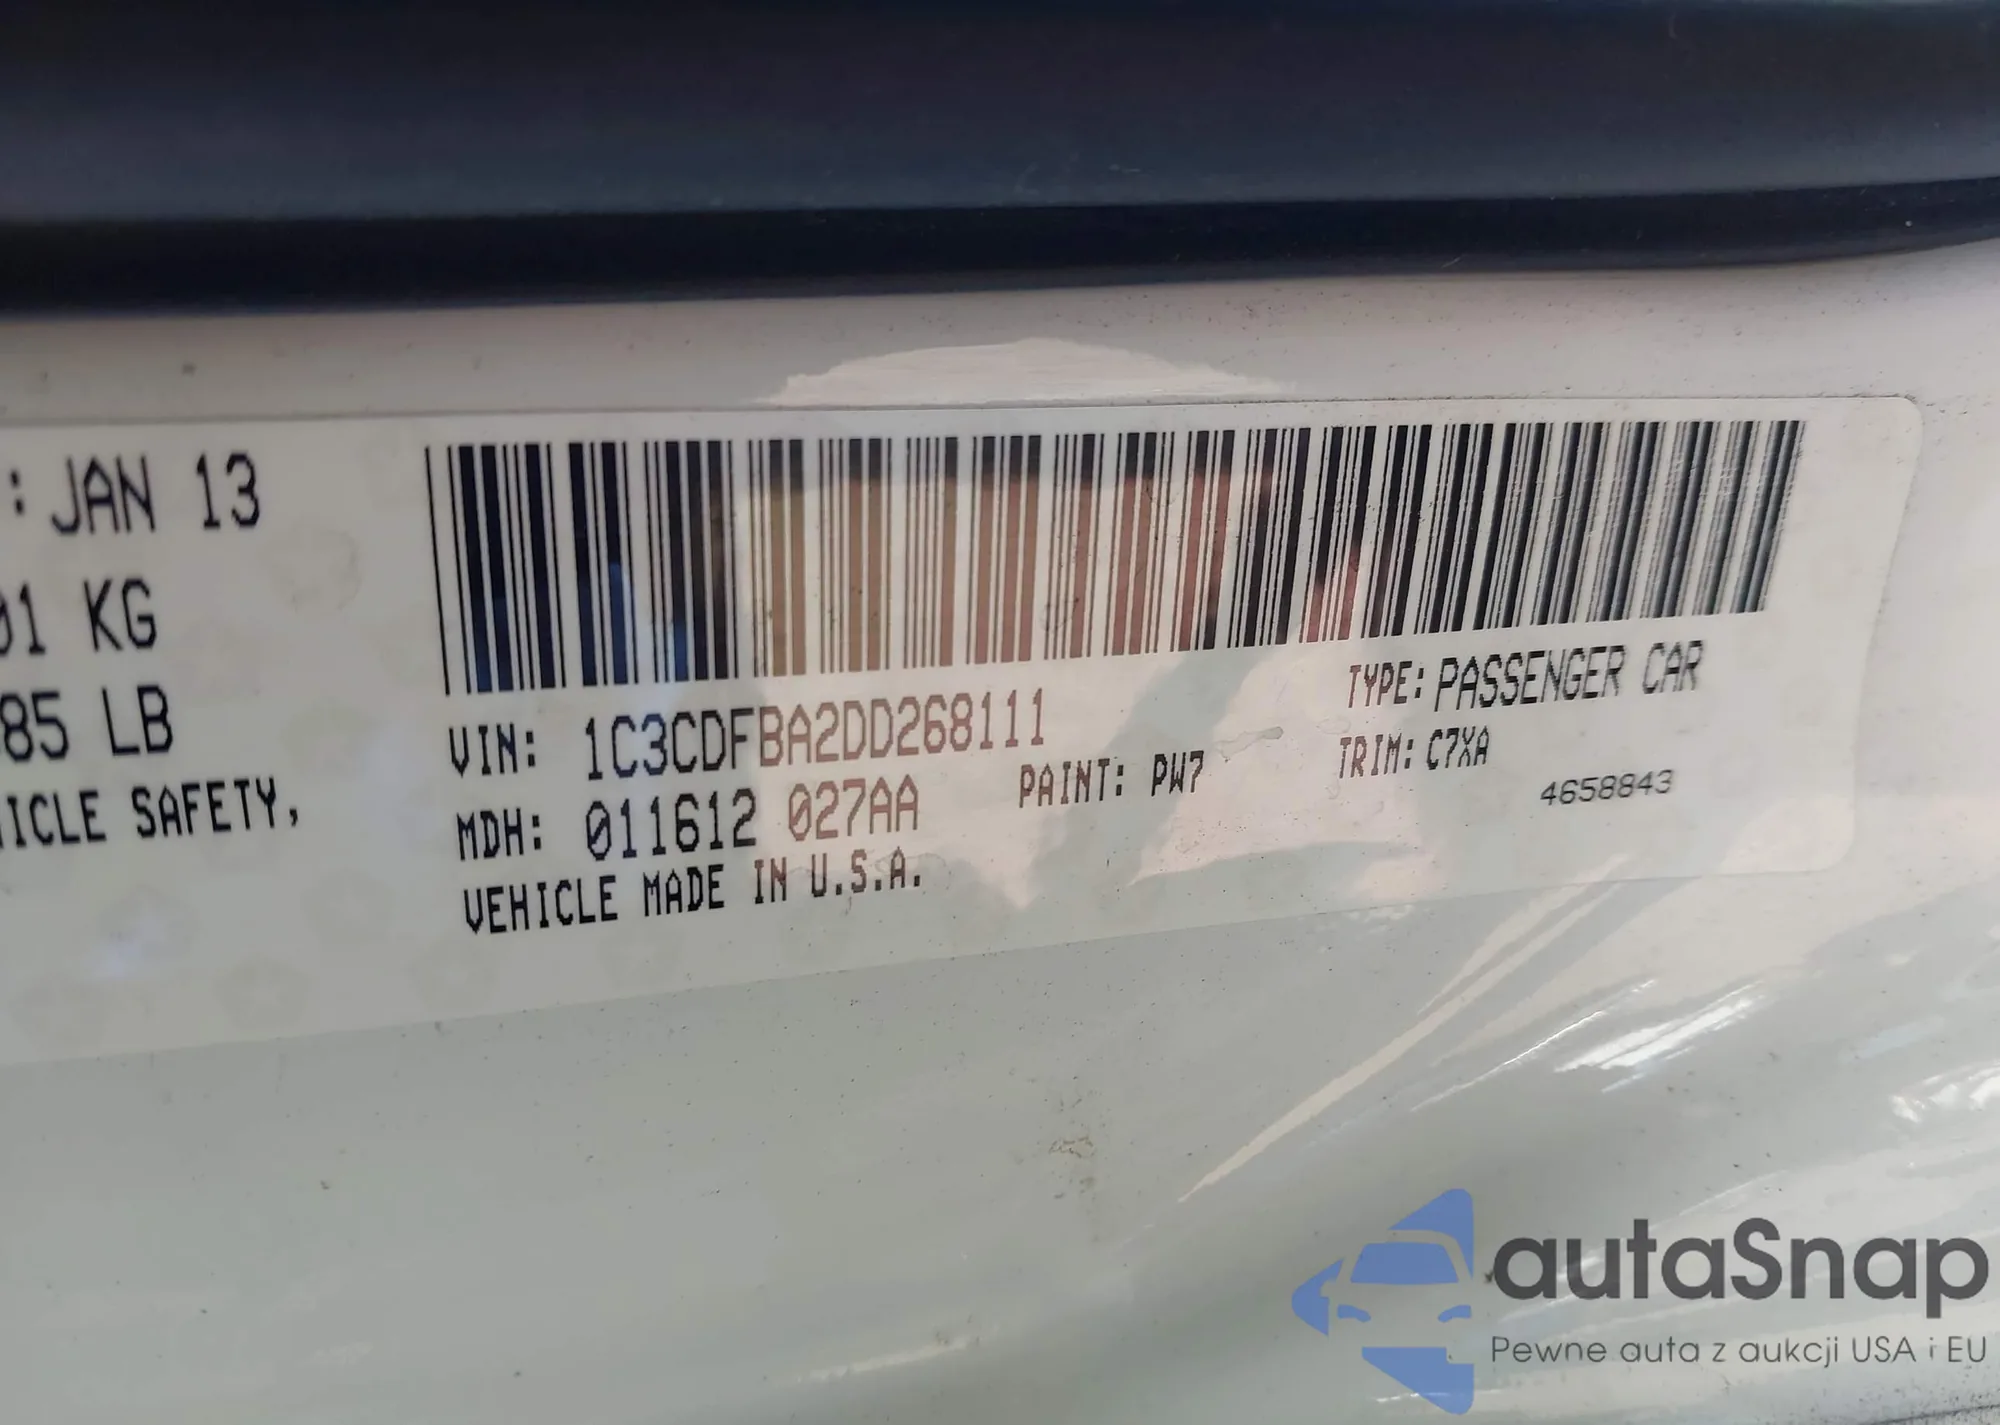 : JAN 13
01 KG
85 LB
ICLE SAFETY,
VIN: 1C3CDFBA2DD268111
TYPE: PASSENGER CAR
MDH: 011612 027AA
PAINT: PW7
TRIM: C7XA
4658843
VEHICLE MADE IN U.S.A.
autaSnap
Pewne auta z aukcji USA i EU